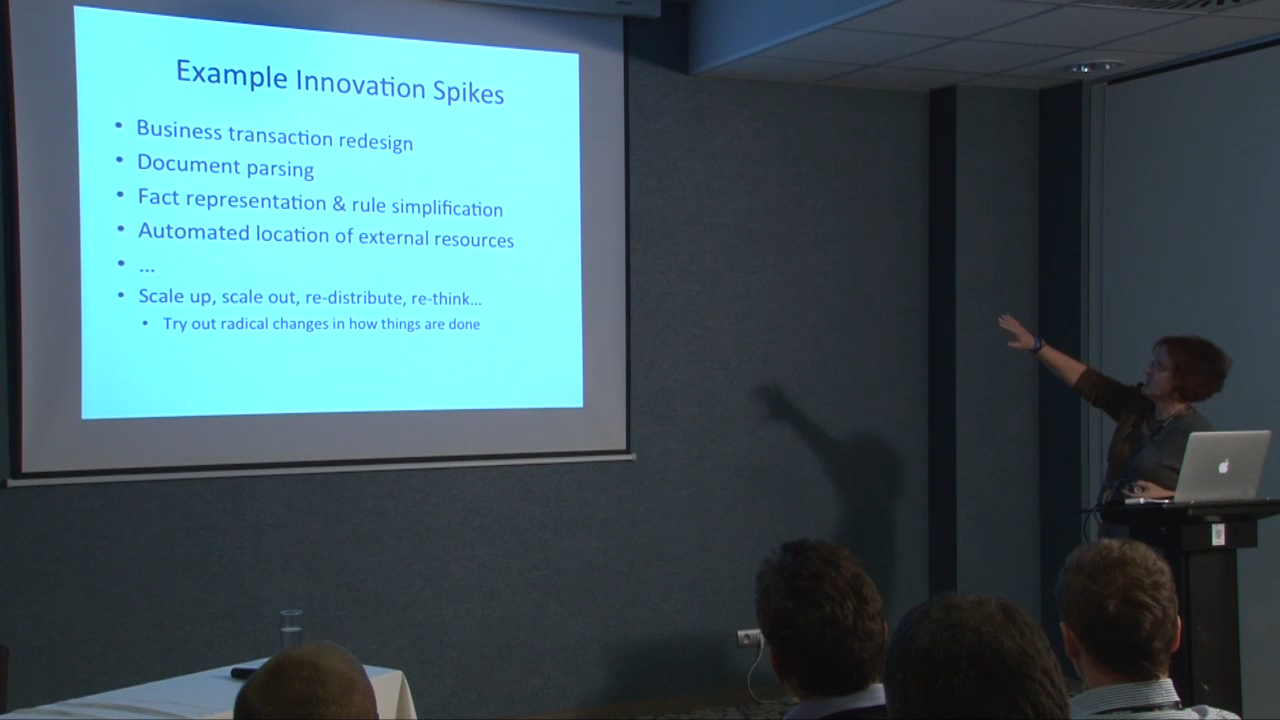 Example Innovation Spikes
• Business transaction redesign
• Document parsing
• Fact representation & rule simplification
• Automated location of external resources
• ...
• Scale up, scale out, re-distribute, re-think...
• Try out radical changes in how things are done